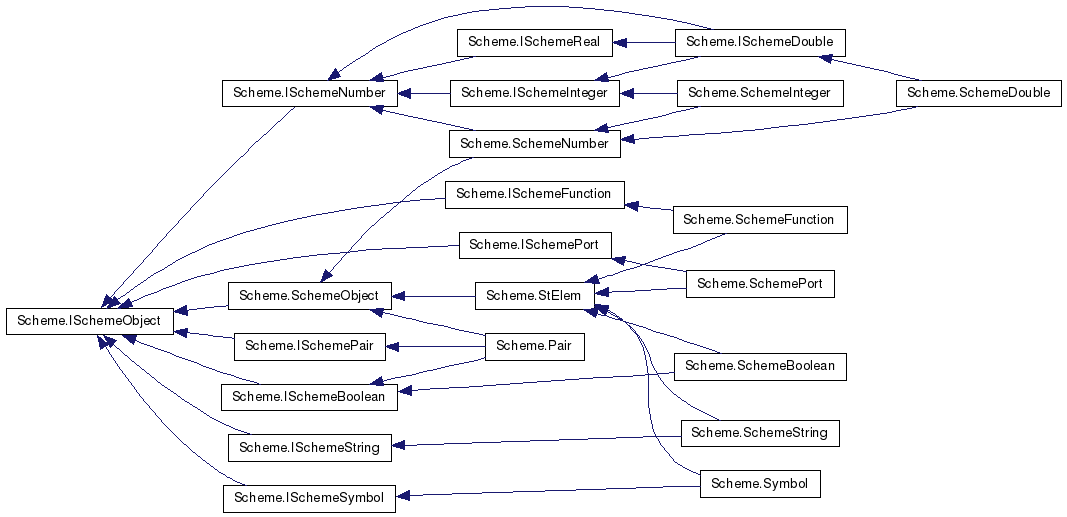 Scheme.ISchemeReal
Scheme.ISchemeDouble
Scheme.ISchemeNumber
Scheme.ISchemeInteger
Scheme.SchemeInteger
Scheme.SchemeDouble
Scheme.SchemeNumber
Scheme.ISchemeFunction
Scheme.SchemeFunction
Scheme.ISchemePort
Scheme.SchemePort
Scheme.SchemeObject
Scheme.StElem
Scheme.ISchemeObject
Scheme.ISchemePair
Scheme.Pair
Scheme.SchemeBoolean
Scheme.ISchemeBoolean
Scheme.SchemeString
Scheme.ISchemeString
Scheme.Symbol
Scheme.ISchemeSymbol